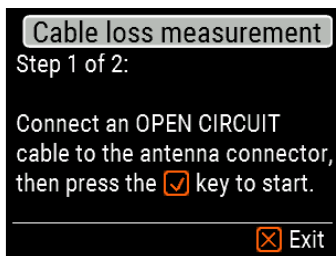 Cable loss measurement
Step 1 of 2:
Connect an OPEN CIRCUIT
cable to the antenna connector,
then press the ☑ key to start.
☒ Exit